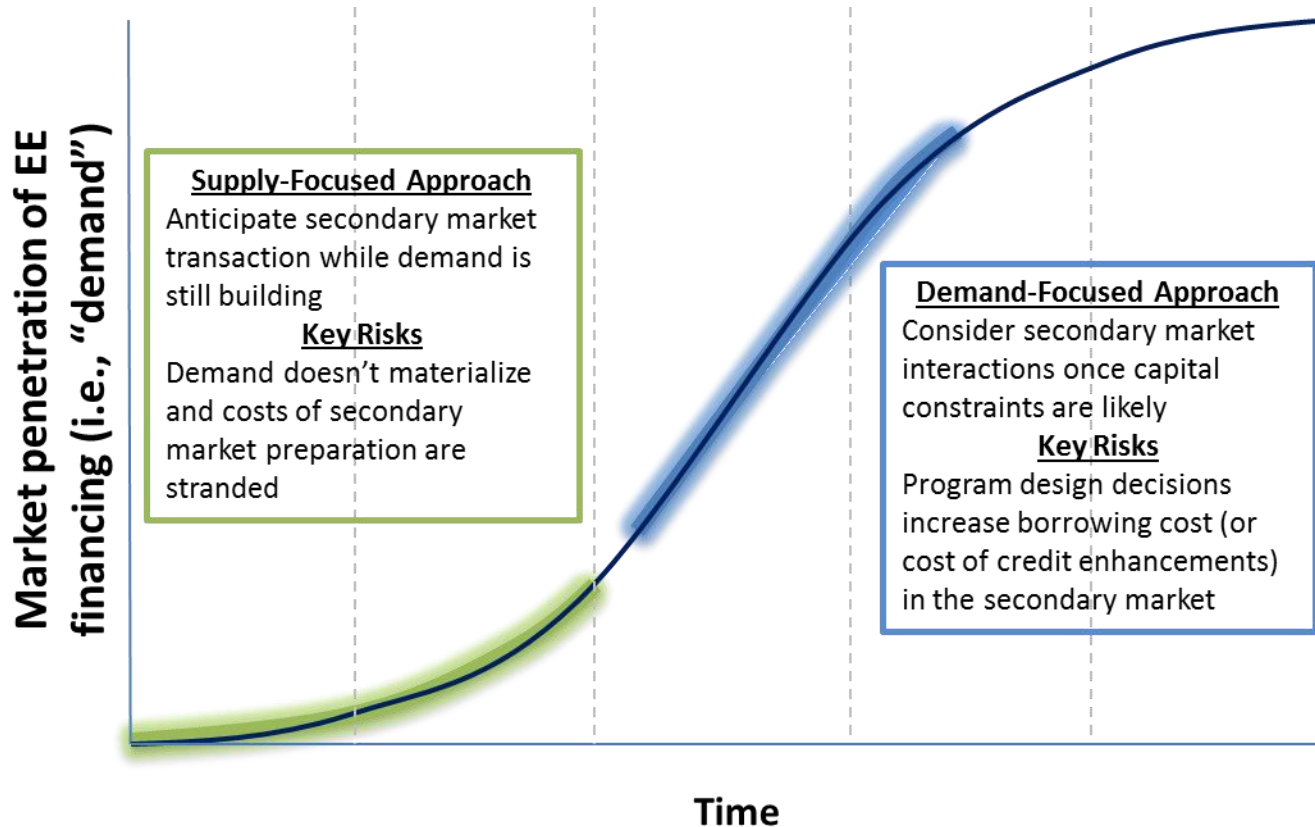 Market penetration of EE
financing (i.e., “demand”)
Supply-Focused Approach
Anticipate secondary market
transaction while demand is
still building
Key Risks
Demand doesn’t materialize
and costs of secondary
market preparation are
stranded
Demand-Focused Approach
Consider secondary market
interactions once capital
constraints are likely
Key Risks
Program design decisions
increase borrowing cost (or
cost of credit enhancements)
in the secondary market
Time